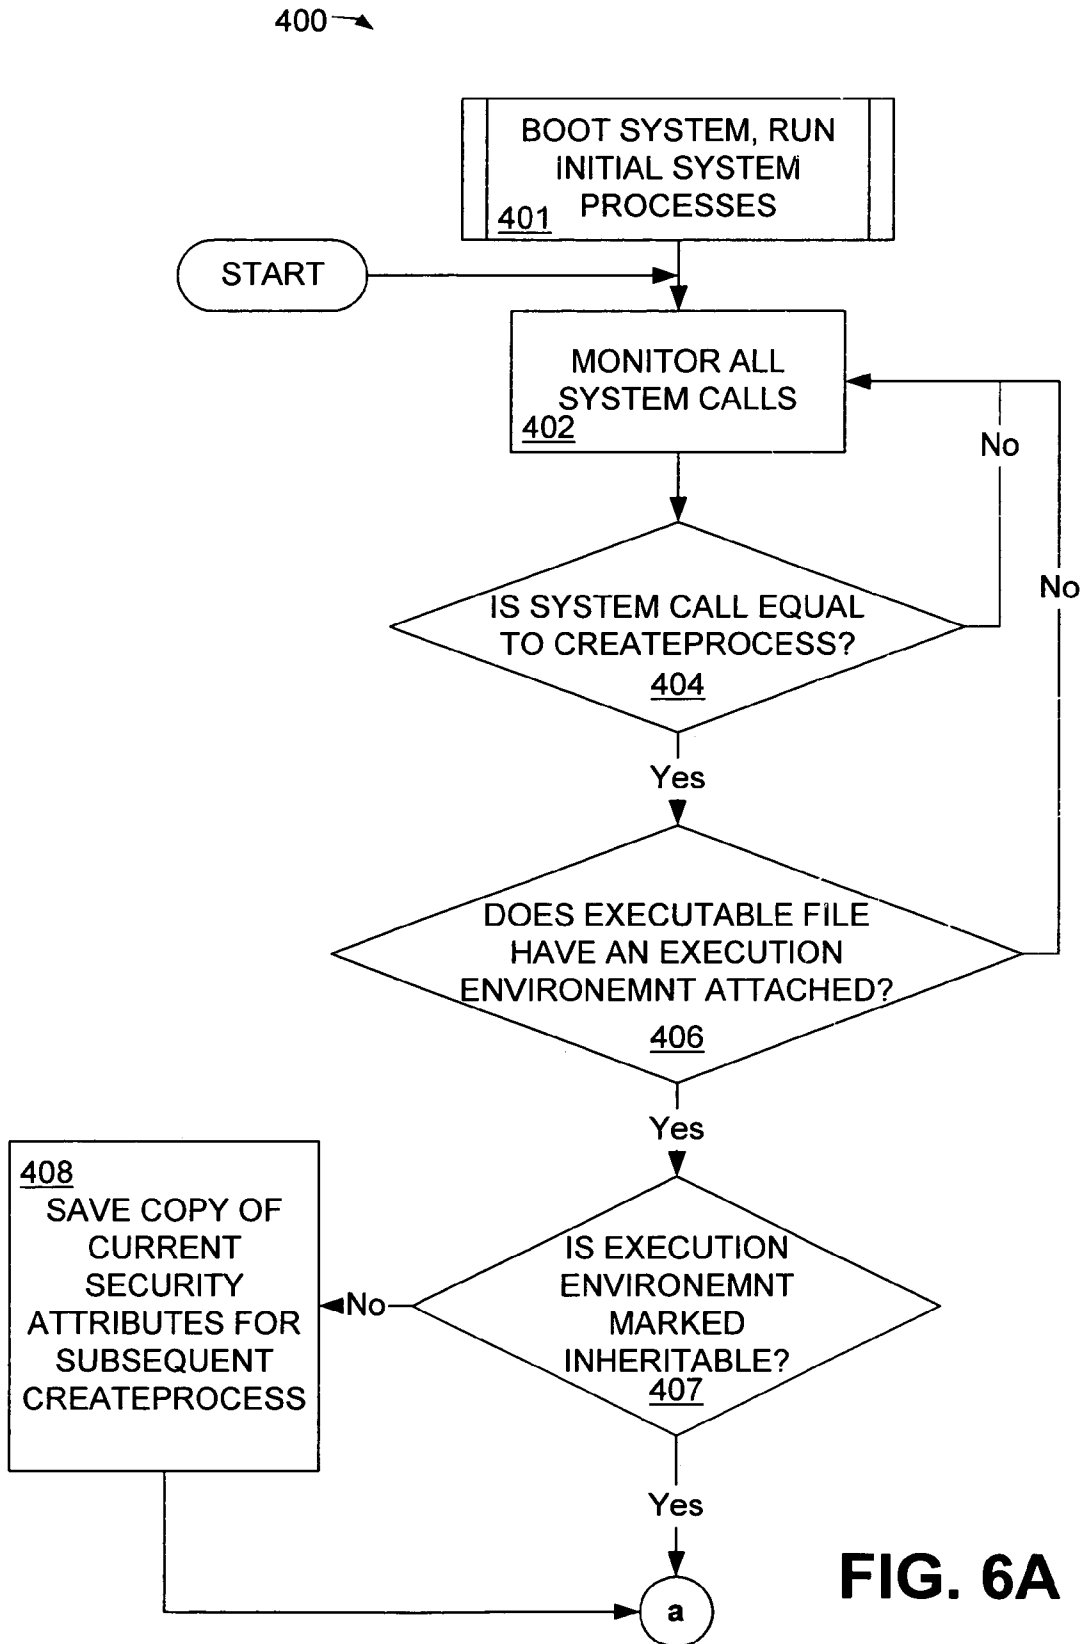 400
BOOT SYSTEM, RUN
INITIAL SYSTEM
PROCESSES
401
START
MONITOR ALL
SYSTEM CALLS
402
No
IS SYSTEM CALL EQUAL
TO CREATEPROCESS?
404
No
Yes
DOES EXECUTABLE FILE
HAVE AN EXECUTION
ENVIRONEMNT ATTACHED?
406
Yes
408
SAVE COPY OF
CURRENT
SECURITY
ATTRIBUTES FOR
SUBSEQUENT
CREATEPROCESS
No
IS EXECUTION
ENVIRONEMNT
MARKED
INHERITABLE?
407
Yes
a
FIG. 6A